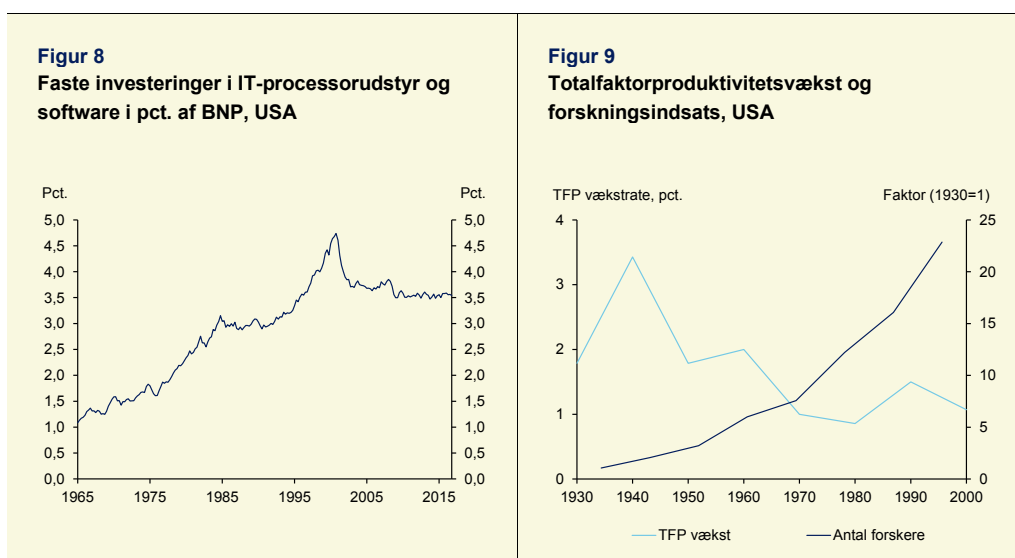 Figur 8
Faste investeringer i IT-processorudstyr og
software i pct. af BNP, USA
Pct. Pct.
5,0 5,0
4,5 4,5
4,0 4,0
3,5 3,5
3,0 3,0
2,5 2,5
2,0 2,0
1,5 1,5
1,0 1,0
0,5 0,5
0,0 0,0
1965 1975 1985 1995 2005 2015
Figur 9
Totalfaktorproduktivitetsvækst og
forskningsindsats, USA
TFP vækstrate, pct. Faktor (1930=1)
4 25
20
3
15
2
10
1
5
0 0
1930 1940 1950 1960 1970 1980 1990 2000
TFP vækst Antal forskere